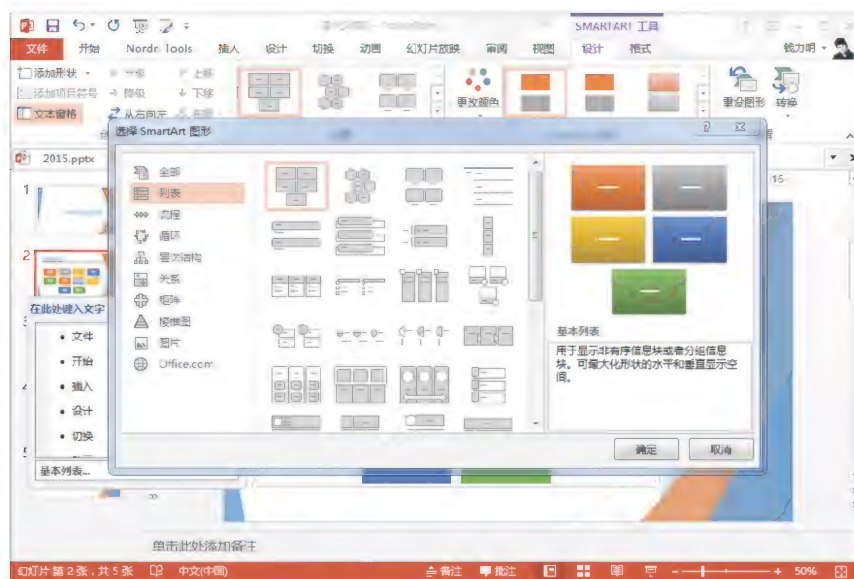 SMARTART 工具
文件 开始 Nordri Tools 插入 设计 切换 动画 幻灯片放映 审阅 视图 设计 格式 钱力明
添加形状 升级 上移
添加项目符号 降级 下移
文本窗格 从右向左 布局
更改颜色 重设图形 转换
选择 SmartArt 图形
2015.pptx
16
全部
列表
流程
循环
层次结构
关系
矩阵
棱锥图
图片
Office.com
基本列表
用于显示非有序信息块或者分组信息
块。可最大化形状的水平和垂直显示空
间。
确定 取消
1
2
在此处键入文字
文件
开始
插入
设计
切换
基本列表...
8
单击此处添加备注
幻灯片 第 2 张，共 5 张 中文(中国) 备注 批注 50%